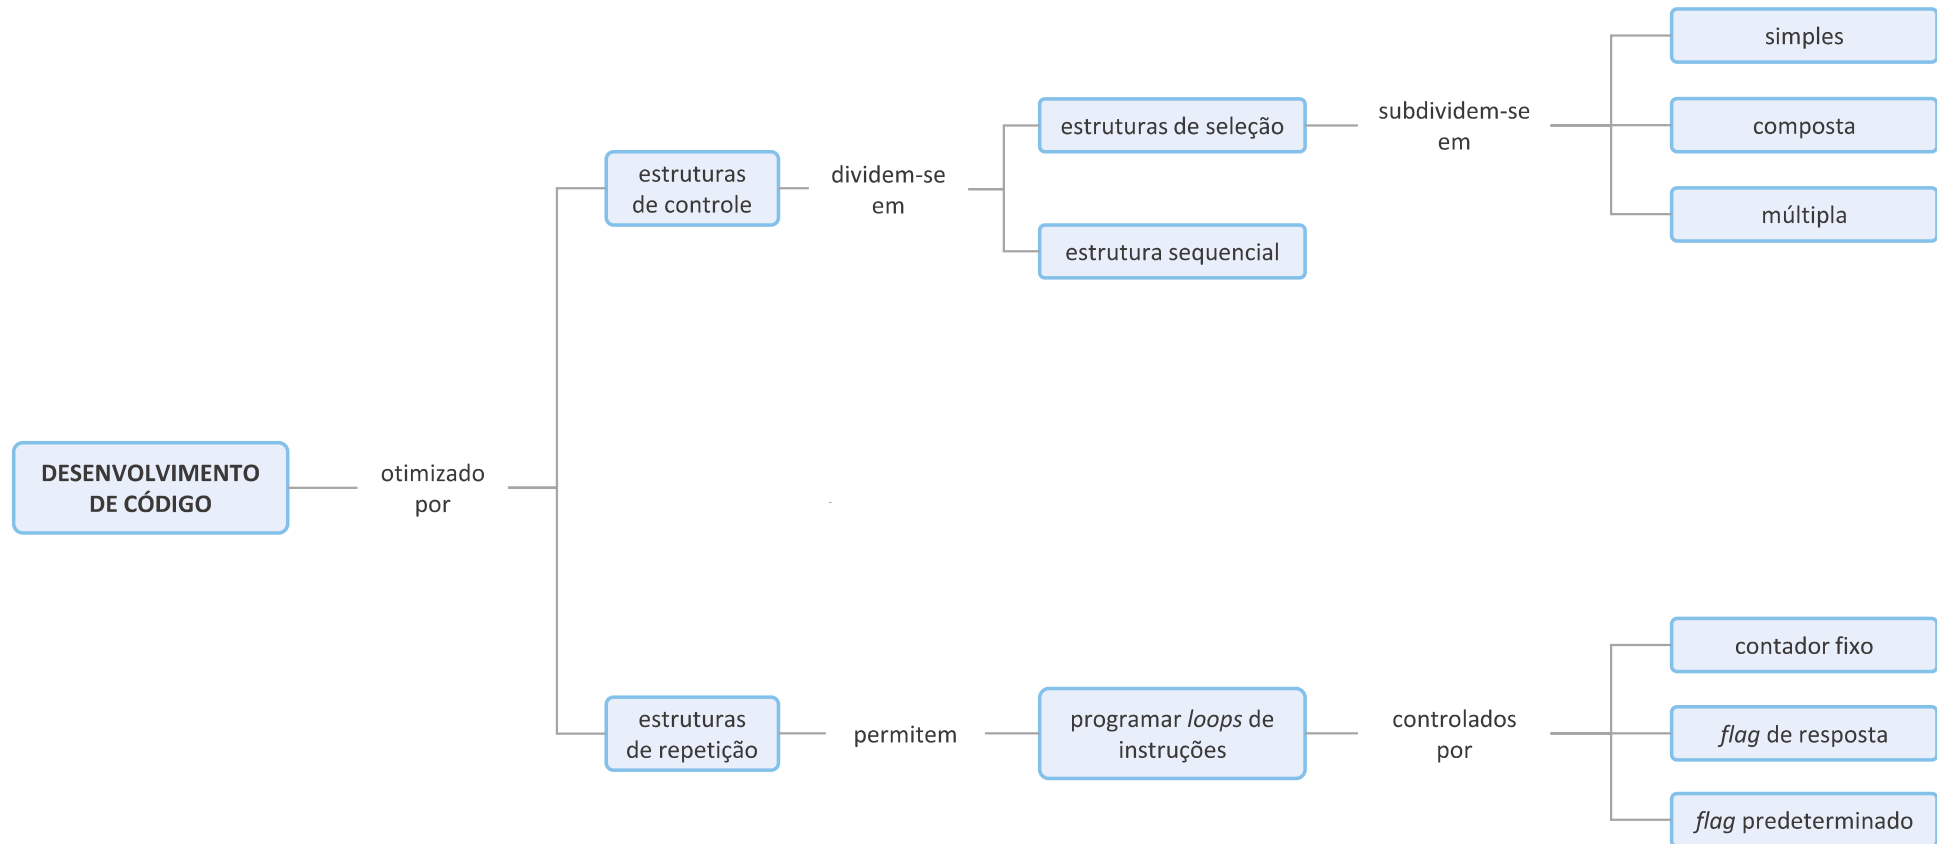 DESENVOLVIMENTO
DE CÓDIGO
otimizado
por
estruturas
de controle
dividem-se
em
estruturas de seleção
subdividem-se
em
simples
composta
múltipla
estrutura sequencial
estruturas
de repetição
permitem
programar loops de
instruções
controlados
por
contador fixo
flag de resposta
flag predeterminado